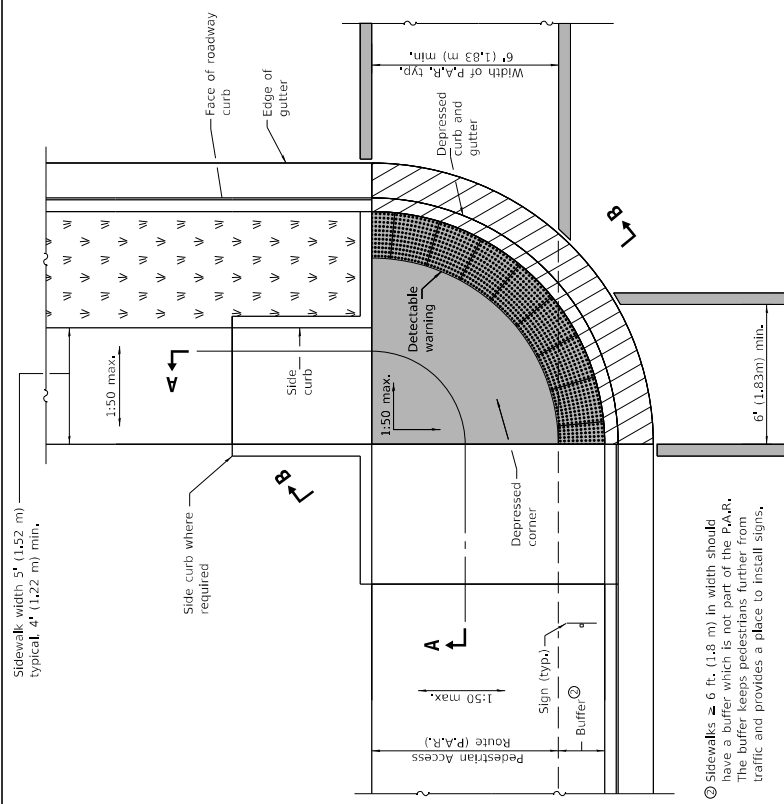 Sidewalk width 5' (1.52 m)
typical, 4' (1.22 m) min.
1:50 max.
Side curb where
required
B
A
Side
curb
Face of roadway
curb
Edge of
gutter
Depressed
curb and
gutter
Width of P.A.R. typ.
6' (1.83 m) min.
Detectable
warning
1:50 max.
Depressed
corner
B
A
1:50 max.
Pedestrian Access
Route (P.A.R.)
Sign (typ.)
Buffer ②
6' (1.83m) min.
② Sidewalks ≥ 6 ft. (1.8 m) in width should
have a buffer which is not part of the P.A.R.
The buffer keeps pedestrians further from
traffic and provides a place to install signs.